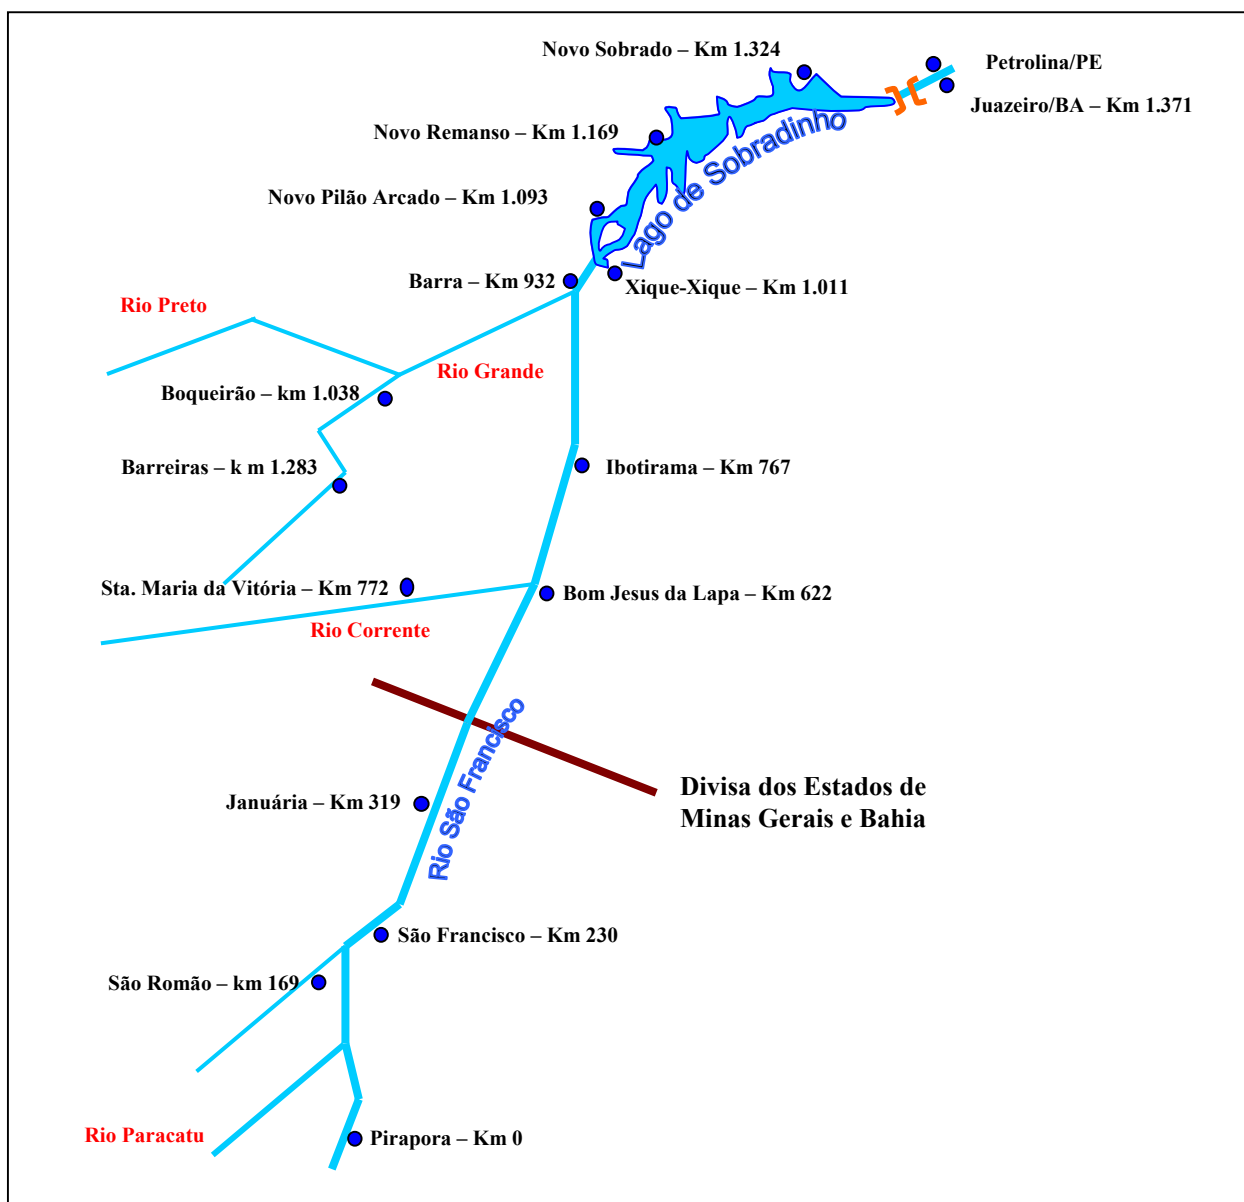 Novo Sobrado – Km 1.324
Petrolina/PE
Juazeiro/BA – Km 1.371
Novo Remanso – Km 1.169
Lago de Sobradinho
Novo Pilão Arcado – Km 1.093
Barra – Km 932
Xique-Xique – Km 1.011
Rio Preto
Rio Grande
Boqueirão – km 1.038
Barreiras – k m 1.283
Ibotirama – Km 767
Sta. Maria da Vitória – Km 772
Bom Jesus da Lapa – Km 622
Rio Corrente
Rio São Francisco
Divisa dos Estados de
Minas Gerais e Bahia
Januária – Km 319
São Francisco – Km 230
São Romão – km 169
Rio Paracatu
Pirapora – Km 0